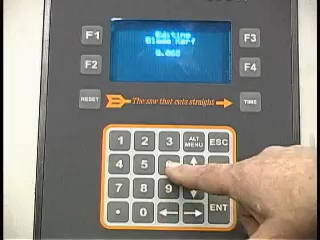 Editing
Blade Kerf
F1
F3
F2
F4
RESET
The saw that cuts straight
TIME
1 2 3 ALT MENU ESC
4 5
7 8 9
. 0 ENT